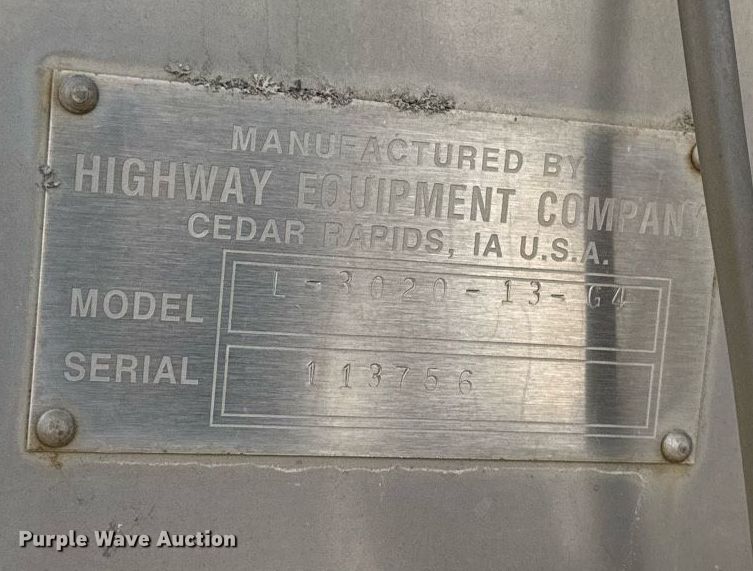 MANUFACTURED BY
HIGHWAY EQUIPMENT COMPANY
CEDAR RAPIDS, IA U.S.A.
MODEL L-3020-13-G4
SERIAL 113756
Purple Wave Auction